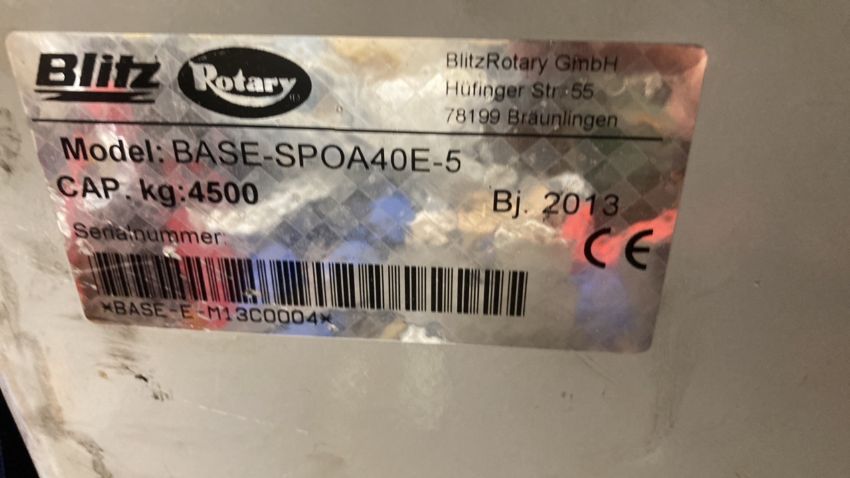 Blitz Rotary
BlitzRotary GmbH
Hüfinger Str. 55
78199 Bräunlingen
Model: BASE-SPOA40E-5
CAP. kg:4500
Bj. 2013
Serialnummer:
CE
*BASE-E-M13C0004*